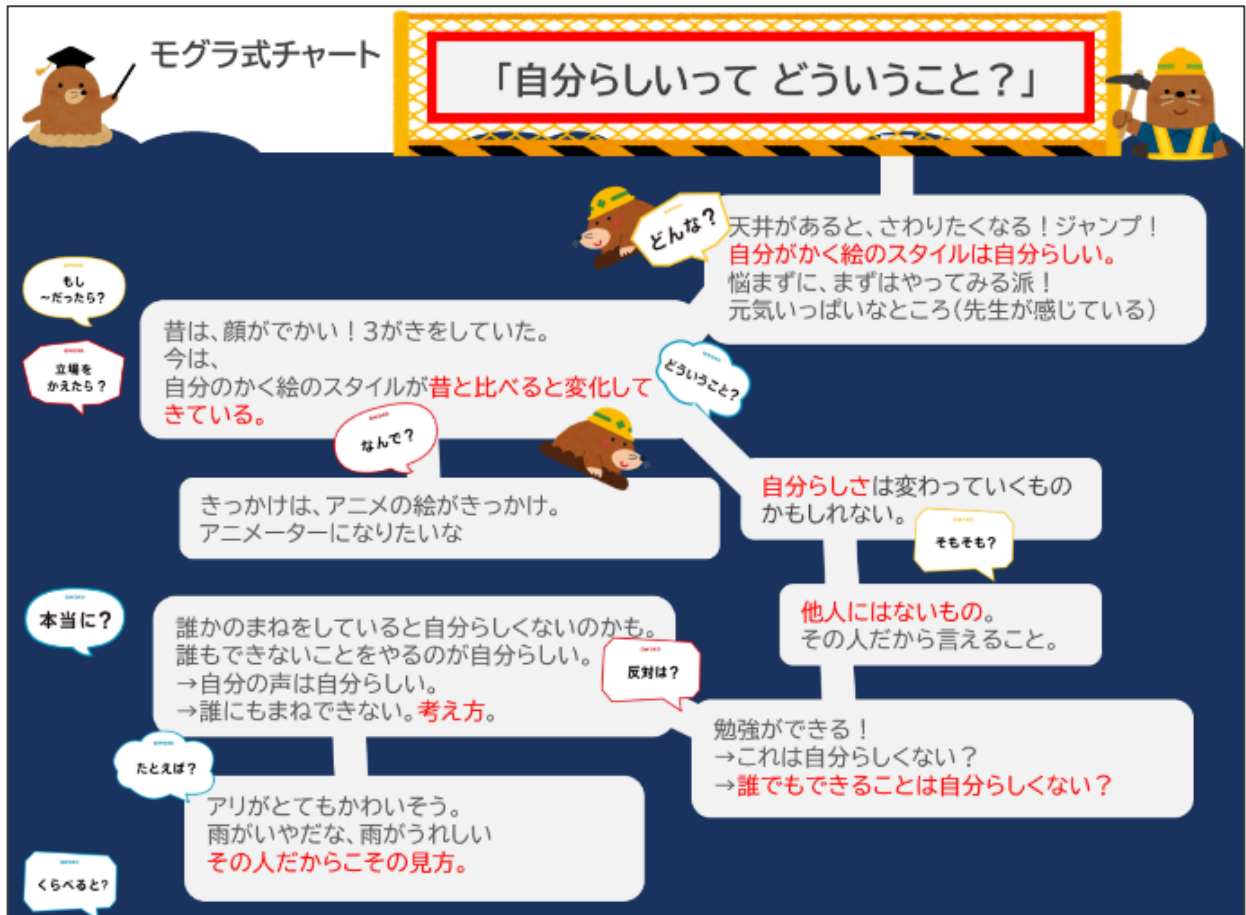 モグラ式チャート
「自分らしいって どういうこと？」
どんな？
天井があると、さわりたくなる！ジャンプ！
自分がかく絵のスタイルは自分らしい。
悩まずに、まずはやってみる派！
元気いっぱいなところ(先生が感じている)
もし
～だったら？
立場を
かえたら？
昔は、顔がでかい！3がきをしていた。
今は、
自分のかく絵のスタイルが昔と比べると変化して
きている。
どういうこと？
なんで？
きっかけは、アニメの絵がきっかけ。
アニメーターになりたいな
自分らしさは変わっていくもの
かもしれない。
そもそも？
他人にはないもの。
その人だから言えること。
本当に？
誰かのまねをしていると自分らしくないのかも。
誰もできないことをやるのが自分らしい。
→自分の声は自分らしい。
→誰にもまねできない。考え方。
反対は？
勉強ができる！
→これは自分らしくない？
→誰でもできることは自分らしくない？
たとえば？
アリがとてもかわいそう。
雨がいやだな、雨がうれしい
その人だからこその見方。
くらべると?